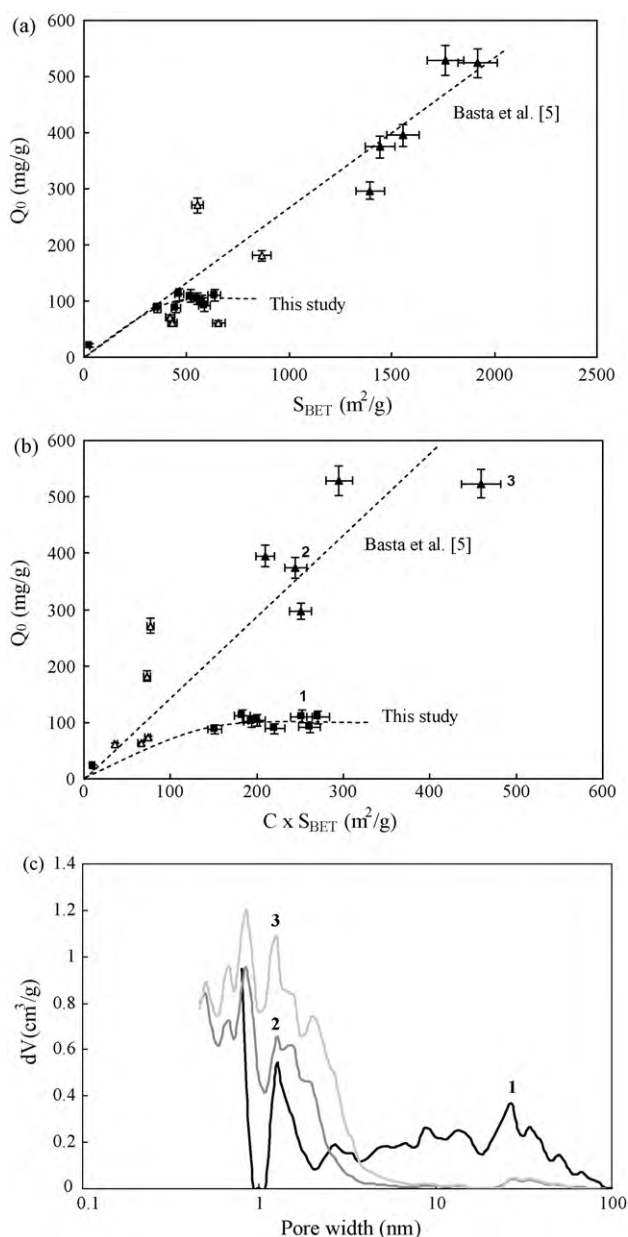 (a)
600
500
400
300
200
100
0
Q0 (mg/g)
Basta et al. [5]
This study
0 500 1000 1500 2000 2500
SBET (m2/g)
(b)
600
500
400
300
200
100
0
Q0 (mg/g)
3
2
Basta et al. [5]
1
This study
0 100 200 300 400 500 600
C x SBET (m2/g)
(c)
1.4
1.2
1
0.8
0.6
0.4
0.2
0
dV(cm3/g)
3
2
1
0.1 1 10 100
Pore width (nm)